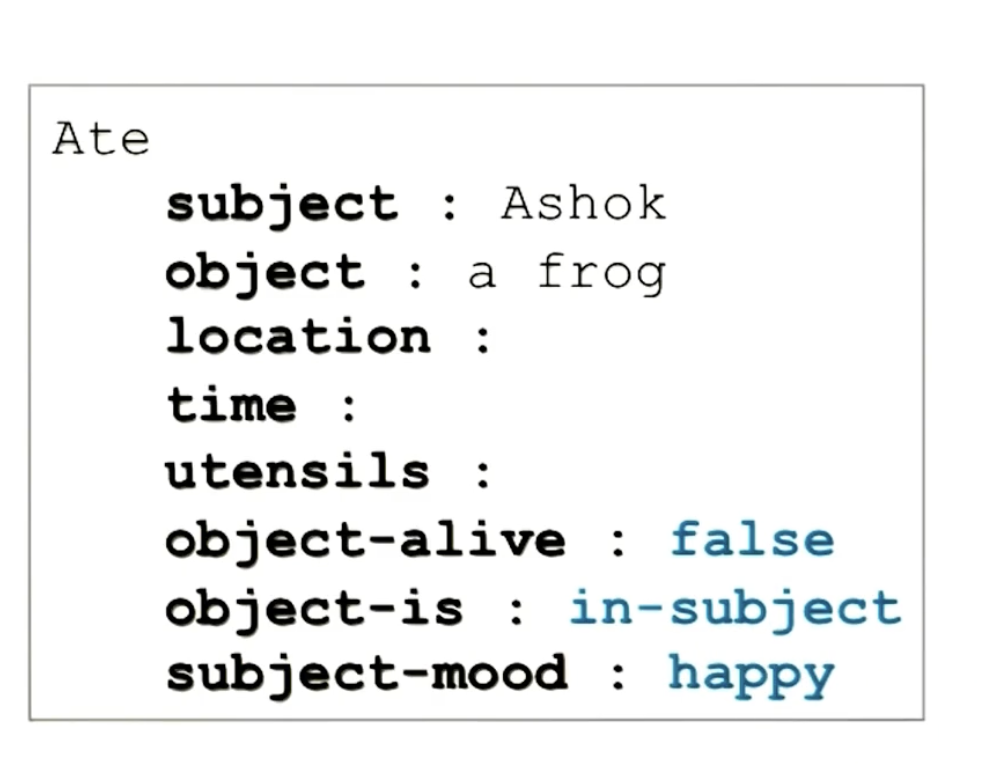 Ate
subject : Ashok
object : a frog
location :
time :
utensils :
object-alive : false
object-is : in-subject
subject-mood : happy